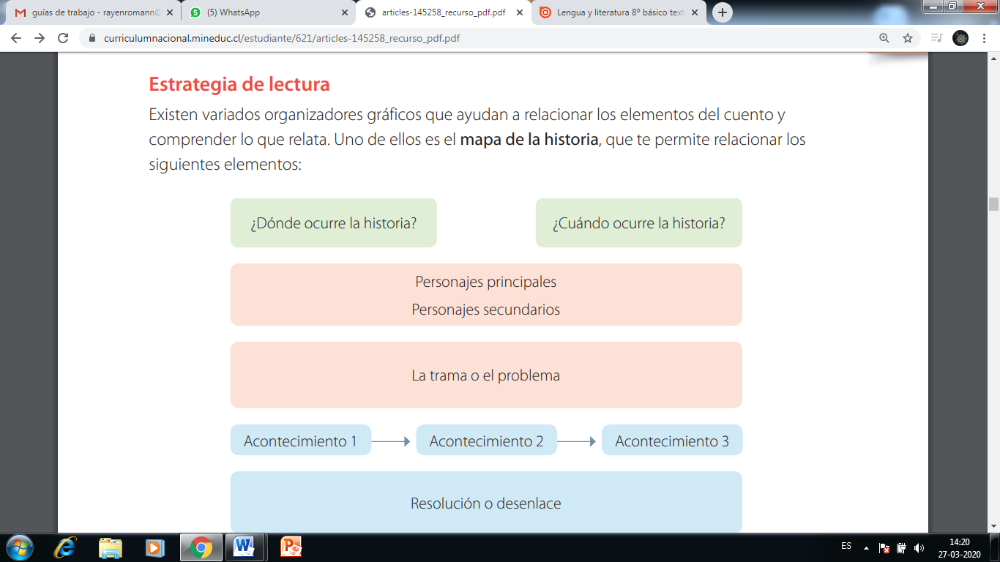 guías de trabajo - rayenromann@
(5) WhatsApp
articles-145258_recurso_pdf.pdf
Lengua y literatura 8º básico text
curriculumnacional.mineduc.cl/estudiante/621/articles-145258_recurso_pdf.pdf
Estrategia de lectura
Existen variados organizadores gráficos que ayudan a relacionar los elementos del cuento y
comprender lo que relata. Uno de ellos es el mapa de la historia, que te permite relacionar los
siguientes elementos:
¿Dónde ocurre la historia?
¿Cuándo ocurre la historia?
Personajes principales
Personajes secundarios
La trama o el problema
Acontecimiento 1
Acontecimiento 2
Acontecimiento 3
Resolución o desenlace
ES
14:20
27-03-2020